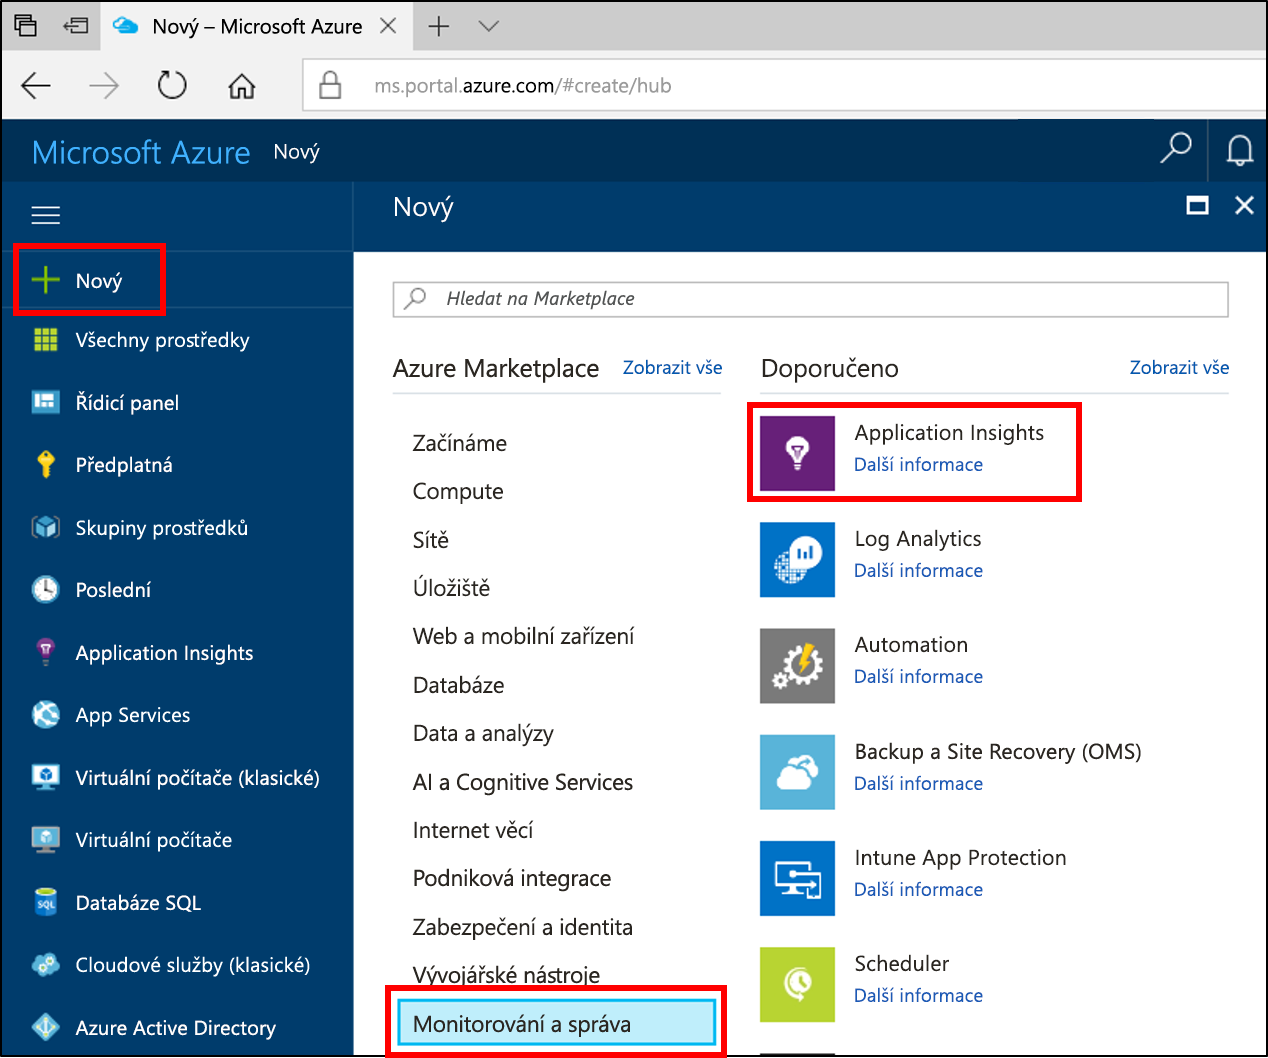 Nový – Microsoft Azure
ms.portal.azure.com/#create/hub
Microsoft Azure Nový
Nový
Nový
Všechny prostředky
Řídicí panel
Předplatná
Skupiny prostředků
Poslední
Application Insights
App Services
Virtuální počítače (klasické)
Virtuální počítače
SQL
Databáze SQL
Cloudové služby (klasické)
Azure Active Directory
Hledat na Marketplace
Azure Marketplace Zobrazit vše
Začínáme
Compute
Sítě
Úložiště
Web a mobilní zařízení
Databáze
Data a analýzy
AI a Cognitive Services
Internet věcí
Podniková integrace
Zabezpečení a identita
Vývojářské nástroje
Monitorování a správa
Doporučeno Zobrazit vše
Application Insights
Další informace
Log Analytics
Další informace
Automation
Další informace
Backup a Site Recovery (OMS)
Další informace
Intune App Protection
Další informace
Scheduler
Další informace